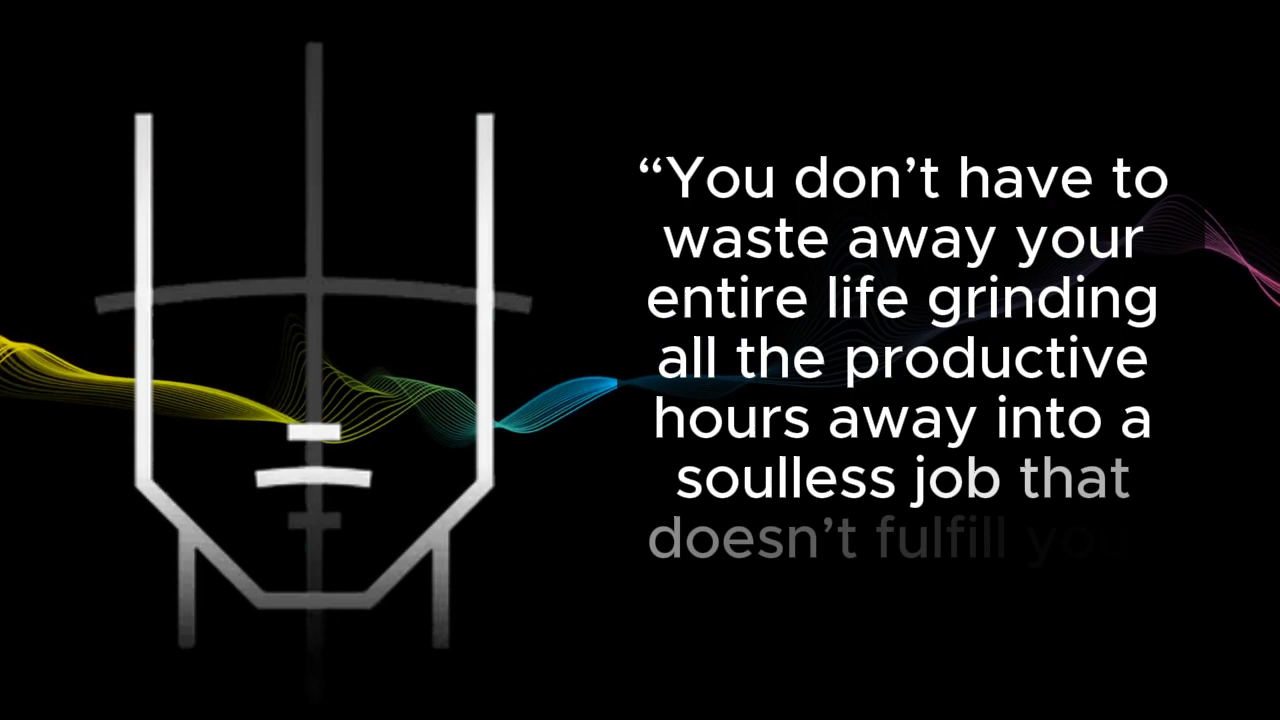 “You don’t have to
waste away your
entire life grinding
all the productive
hours away into a
soulless job that
doesn’t fulfill you